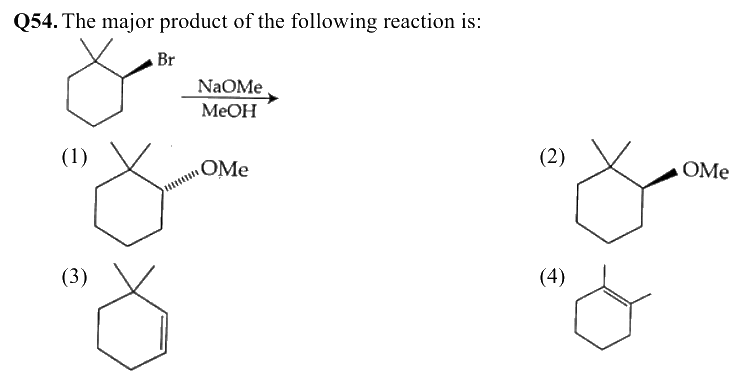 Q54. The major product of the following reaction is:
Br
NaOMe
MeOH
(1)
OMe
(2)
OMe
(3)
(4)